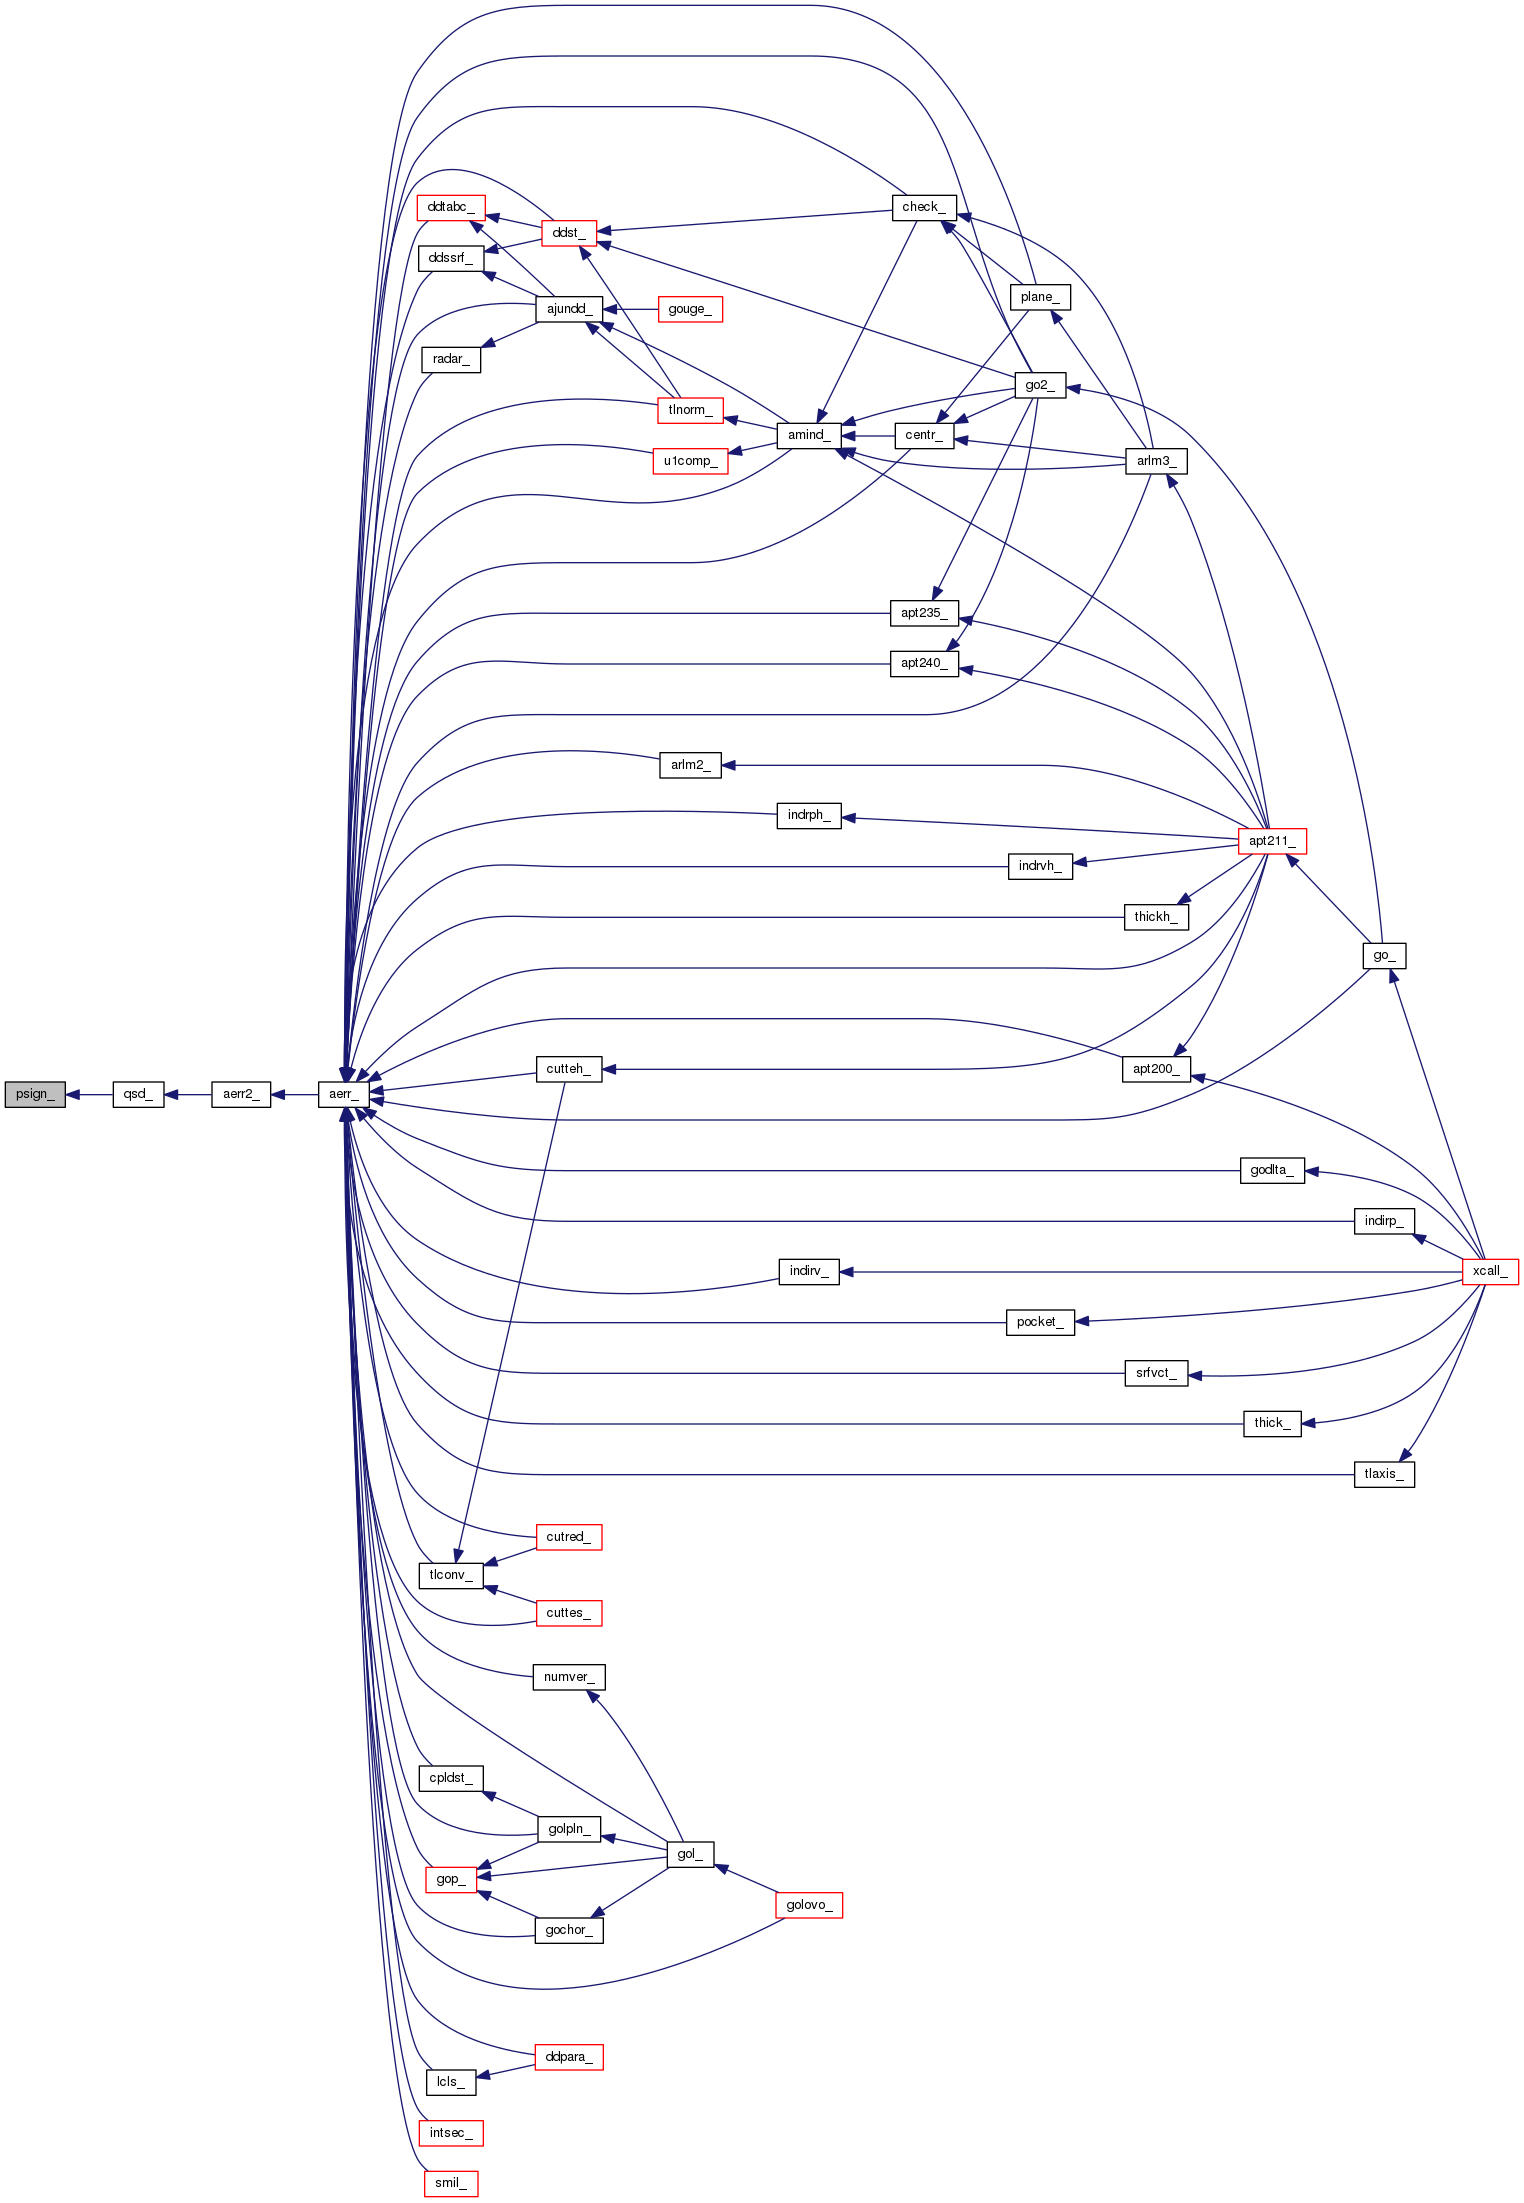 ddtabc_
check_
ddst_
ddssrf_
plane_
ajundd_
gouge_
radar_
go2_
tlnorm_
amind_
centr_
u1comp_
arlm3_
apt235_
apt240_
arlm2_
indrph_
apt211_
indrvh_
thickh_
go_
cutteh_
apt200_
psign_
qsd_
aerr2_
aerr_
godlta_
indirp_
indirv_
xcall_
pocket_
srfvct_
thick_
tlaxis_
cutred_
tlconv_
cuttes_
numver_
cpldst_
golpln_
gol_
gop_
golovo_
gochor_
ddpara_
lcls_
intsec_
smil_